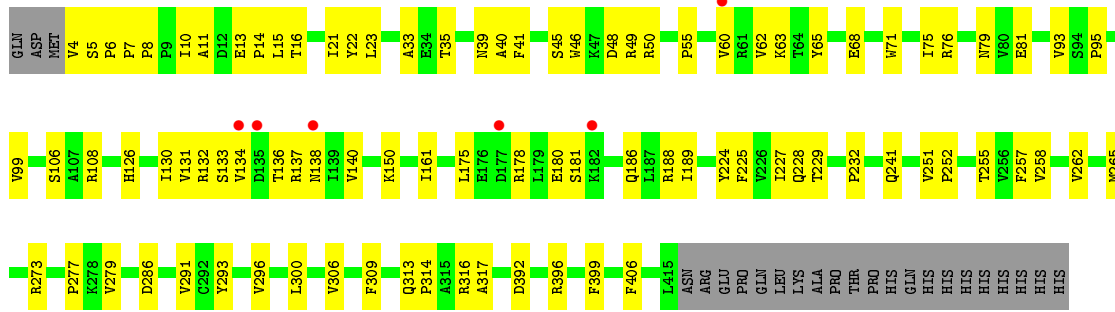 GLN ASP MET V4 S5 P6 P7 P8 P9 I10 A11 D12 E13 P14 L15 T16 I21 Y22 L23 A33 E34 T35 N39 A40 F41 S45 W46 K47 D48 R49 R50 P55 V60 R61 V62 K63 T64 Y65 E68 W71 I75 R76 N79 V80 E81 V93 S94 P95
V99 S106 A107 R108 H126 I130 V131 R132 S133 V134 D135 T136 R137 N138 I139 V140 K150 I161 L175 E176 D177 R178 L179 E180 S181 K182 Q186 L187 R188 I189 Y224 F225 V226 I227 Q228 T229 P232 Q241 V251 P252 T255 V256 F257 V258 V262 M265
R273 P277 K278 V279 D286 V291 C292 Y293 V296 L300 V306 F309 Q313 P314 A315 R316 A317 D392 R396 F399 F406 L415 ASN ARG GLU PRO GLN LEU LYS ALA PRO THR PRO HIS GLN HIS HIS HIS HIS HIS HIS HIS HIS